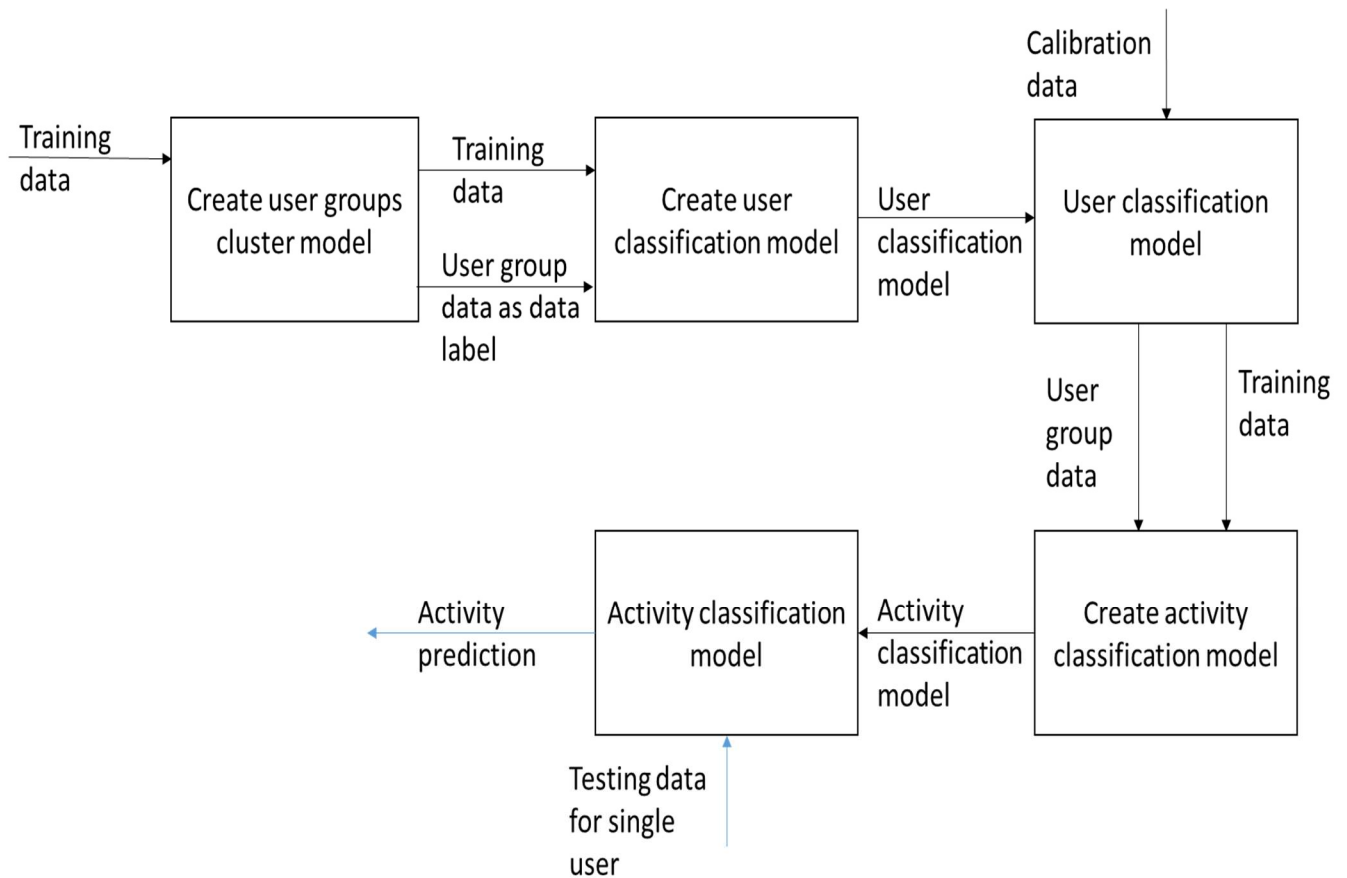 Training
data
Create user groups
cluster model
Training
data
User group
data as data
label
Create user
classification model
User
classification
model
Calibration
data
User classification
model
User
group
data
Training
data
Create activity
classification model
Activity
classification
model
Activity classification
model
Activity
prediction
Testing data
for single
user